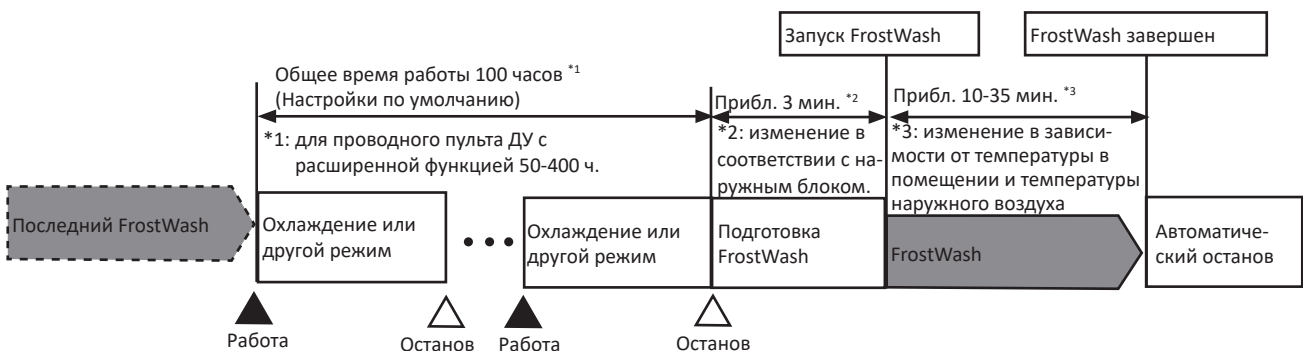 Запуск FrostWash
FrostWash завершен
Общее время работы 100 часов *1
(Настройки по умолчанию)
Прибл. 3 мин. *2
Прибл. 10-35 мин. *3
*1: для проводного пульта ДУ с
расширенной функцией 50-400 ч.
*2: изменение в
соответствии с на-
ружным блоком.
*3: изменение в зависи-
мости от температуры в
помещении и температуры
наружного воздуха
Последний FrostWash
Охлаждение или
другой режим
Охлаждение или
другой режим
Подготовка
FrostWash
FrostWash
Автоматиче-
ский останов
Работа
Останов
Работа
Останов